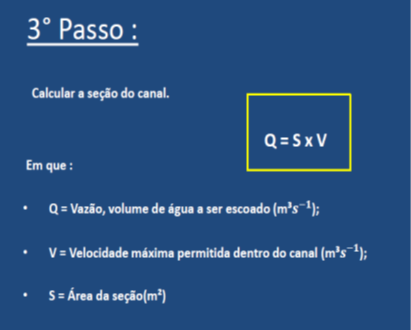 3° Passo :
Calcular a seção do canal.
Q = S x V
Em que :
• Q = Vazão, volume de água a ser escoado (m³s⁻¹);
• V = Velocidade máxima permitida dentro do canal (m³s⁻¹);
• S = Área da seção(m²)